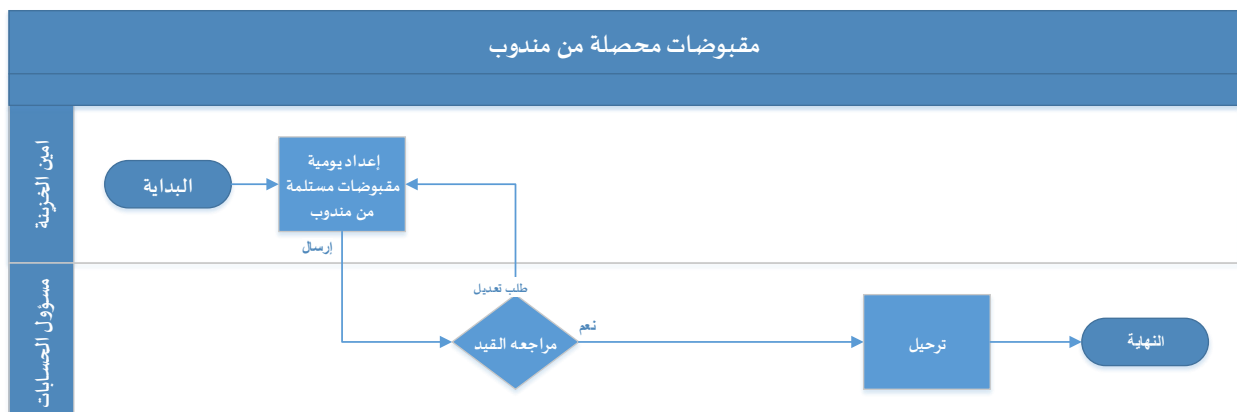 مقبوضات محصلة من مندوب
امين الخزينة
البداية
إعداد يومية
مقبوضات مستلمة
من مندوب
إرسال
مسؤول الحسابات
طلب تعديل
مراجعه القيد
نعم
ترحيل
النهاية